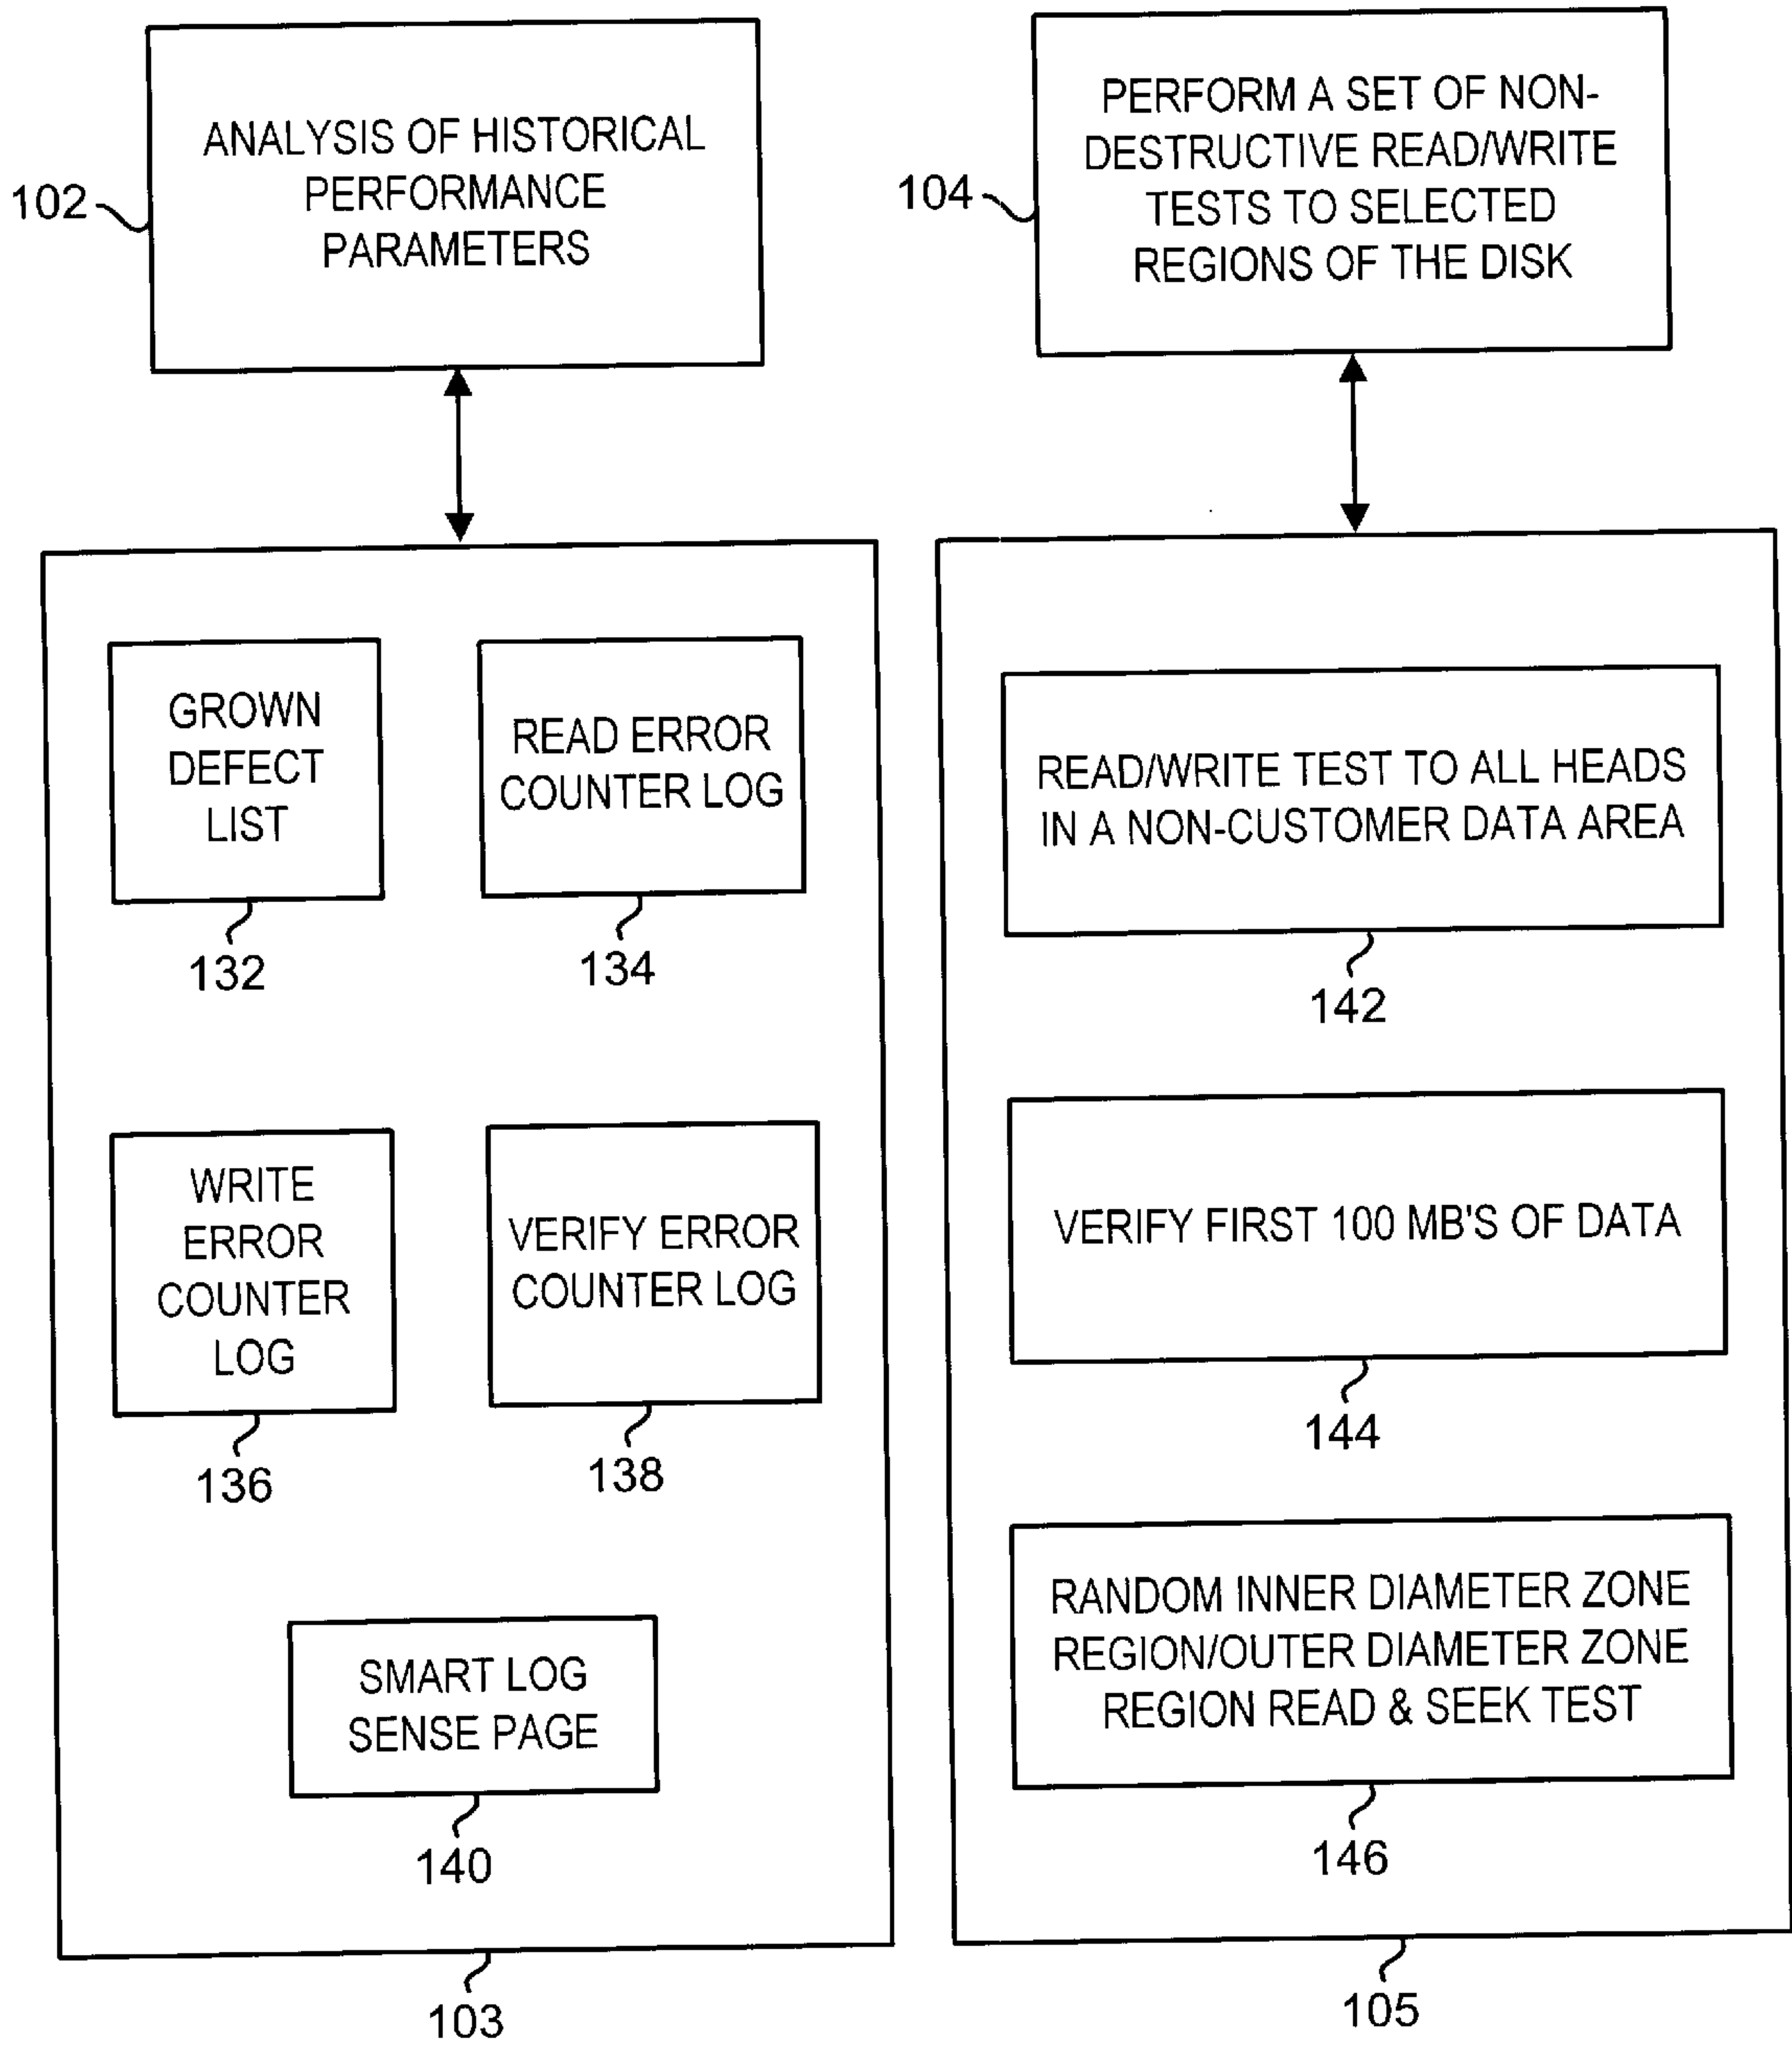 ANALYSIS OF HISTORICAL
PERFORMANCE
PARAMETERS
102
PERFORM A SET OF NON-
DESTRUCTIVE READ/WRITE
TESTS TO SELECTED
REGIONS OF THE DISK
104
GROWN
DEFECT
LIST
132
READ ERROR
COUNTER LOG
134
WRITE
ERROR
COUNTER
LOG
136
VERIFY ERROR
COUNTER LOG
138
SMART LOG
SENSE PAGE
140
103
READ/WRITE TEST TO ALL HEADS
IN A NON-CUSTOMER DATA AREA
142
VERIFY FIRST 100 MB'S OF DATA
144
RANDOM INNER DIAMETER ZONE
REGION/OUTER DIAMETER ZONE
REGION READ & SEEK TEST
146
105